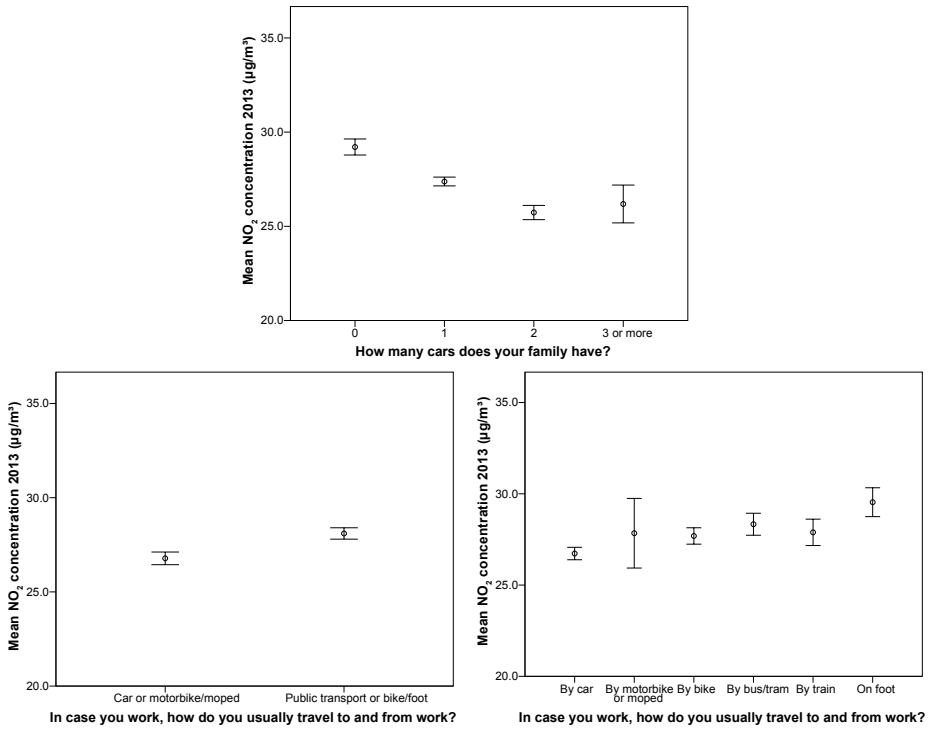 Mean NO₂ concentration 2013 (µg/m³)
35.0
30.0
25.0
20.0
0 1 2 3 or more
How many cars does your family have?
Mean NO₂ concentration 2013 (µg/m³)
35.0
30.0
25.0
20.0
Car or motorbike/moped Public transport or bike/foot
In case you work, how do you usually travel to and from work?
Mean NO₂ concentration 2013 (µg/m³)
35.0
30.0
25.0
20.0
By car By motorbike By bike By bus/tram By train On foot
or moped
In case you work, how do you usually travel to and from work?